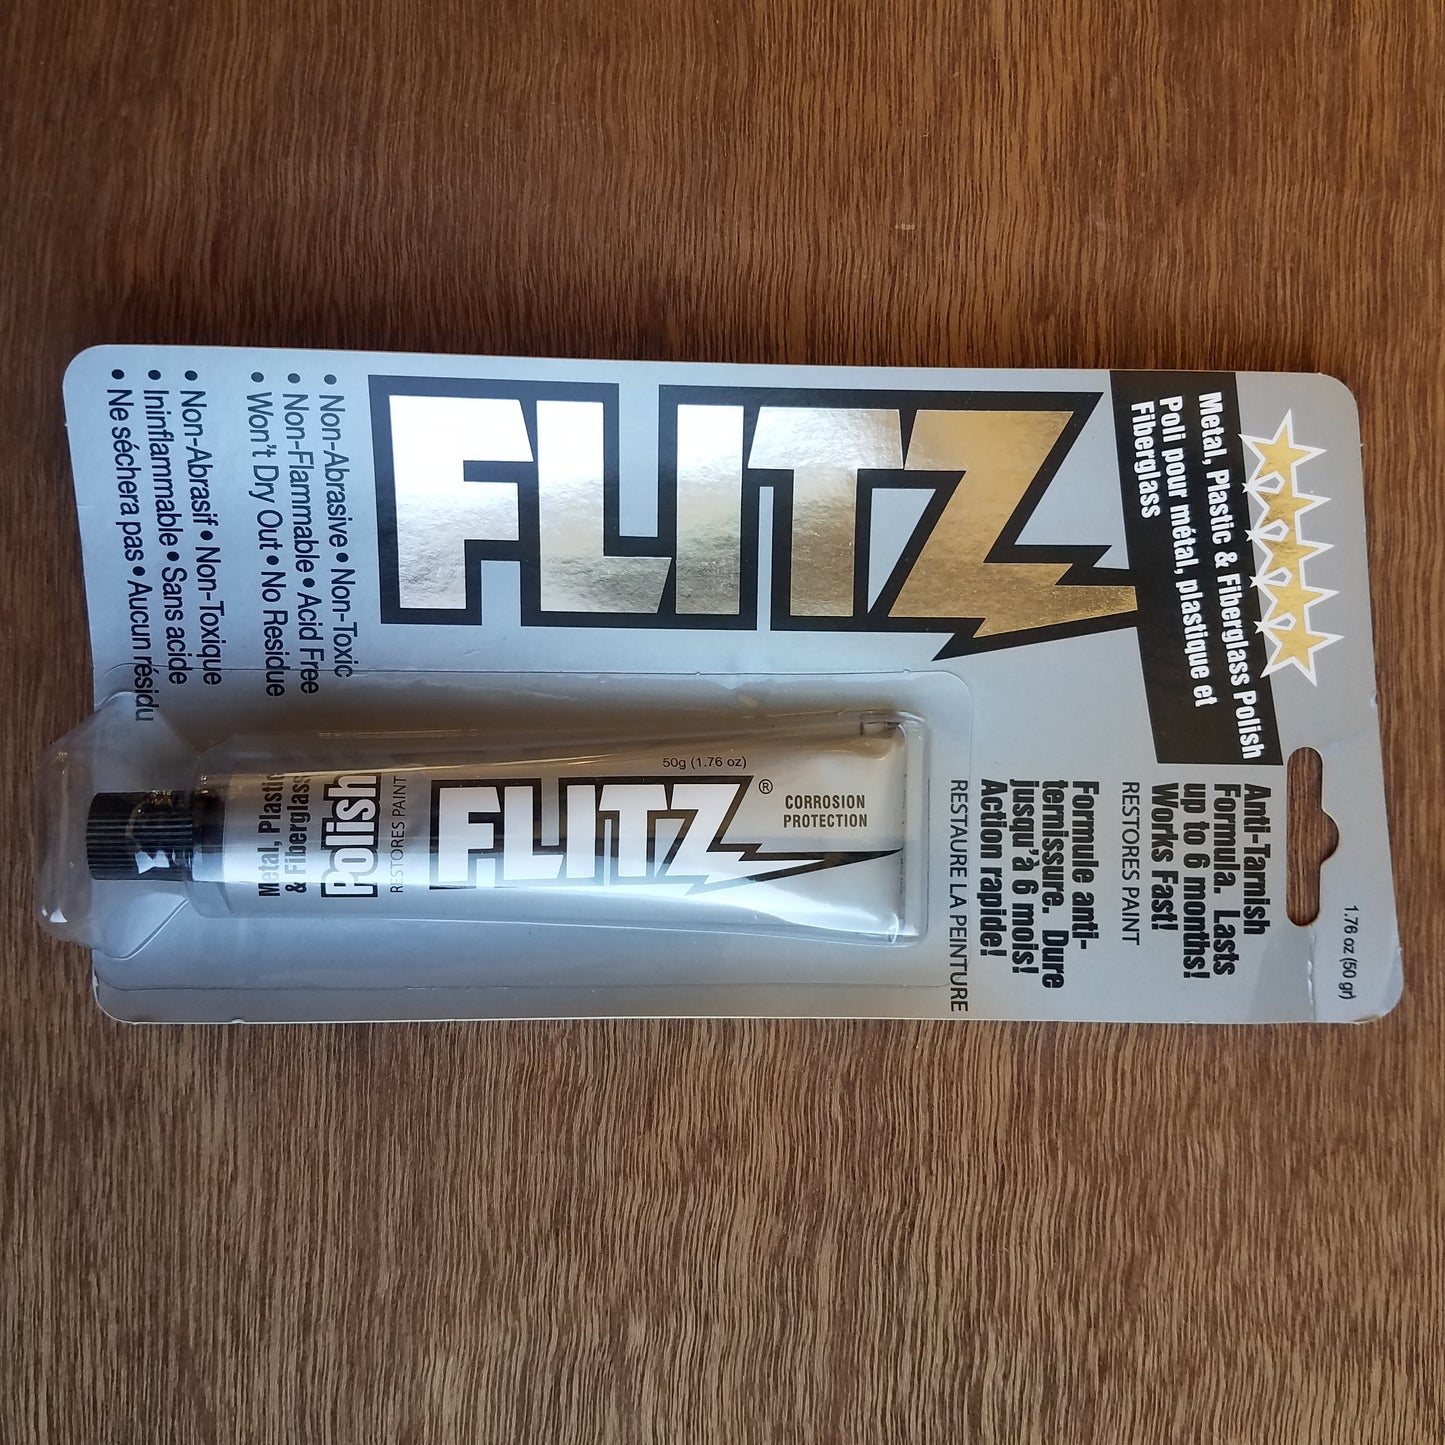 1.76 oz (50 gr)
Metal, Plastic & Fiberglass Polish
Poli pour métal, plastique et
Fiberglass
Anti-Tarnish
Formula. Lasts
up to 6 months!
Works Fast!
RESTORES PAINT
Formule anti-
ternissure. Dure
jusqu'à 6 mois!
Action rapide!
RESTAURE LA PEINTURE
FLITZ
• Non-Abrasive • Non-Toxic
• Non-Flammable • Acid Free
• Won't Dry Out • No Residue
• Non-Abrasif • Non-Toxique
• Ininflammable • Sans acide
• Ne séchera pas • Aucun résidu
50g (1.76 oz)
FLITZ®
CORROSION
PROTECTION
RESTORES PAINT
Polish
& Fiberglass
Metal, Plastic